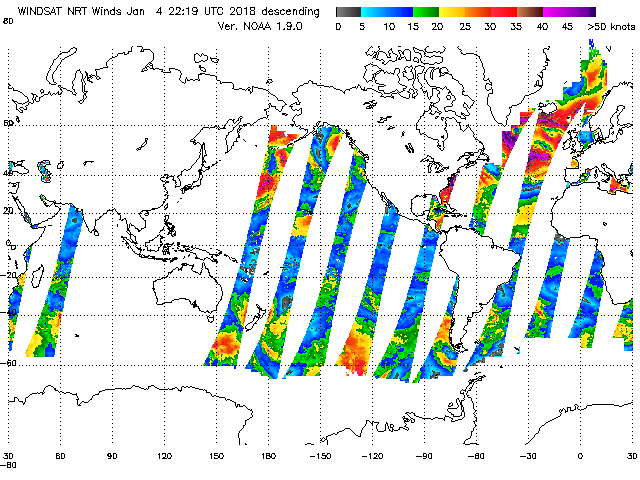 WINDSAT NRT Winds Jan 4 22:19 UTC 2018 descending
Ver. NOAA 1.9.0
0 5 10 15 20 25 30 35 40 45 >50 knots
80
60
40
20
0
−20
−40
−60
−80
30 60 90 120 150 180 −150 −120 −90 −60 −30 0 30